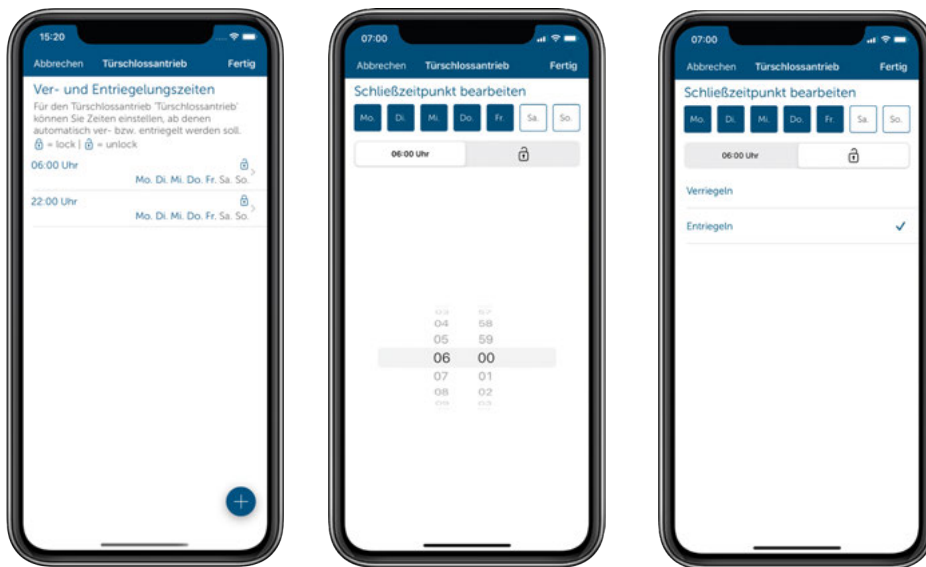 15:20
Abbrechen Türschlossantrieb Fertig
Ver- und Entriegelungszeiten
Für den Türschlossantrieb 'Türschlossantrieb'
können Sie Zeiten einstellen, ab denen
automatisch ver- bzw. entriegelt werden soll.
= lock | = unlock
06:00 Uhr
Mo. Di. Mi. Do. Fr. Sa. So.
22:00 Uhr
Mo. Di. Mi. Do. Fr. Sa. So.
+
07:00
Abbrechen Türschlossantrieb Fertig
Schließzeitpunkt bearbeiten
Mo. Di. Mi. Do. Fr. Sa. So.
06:00 Uhr
03 57
04 58
05 59
06 00
07 01
08 02
09 03
07:00
Abbrechen Türschlossantrieb Fertig
Schließzeitpunkt bearbeiten
Mo. Di. Mi. Do. Fr. Sa. So.
06:00 Uhr
Verriegeln
Entriegeln